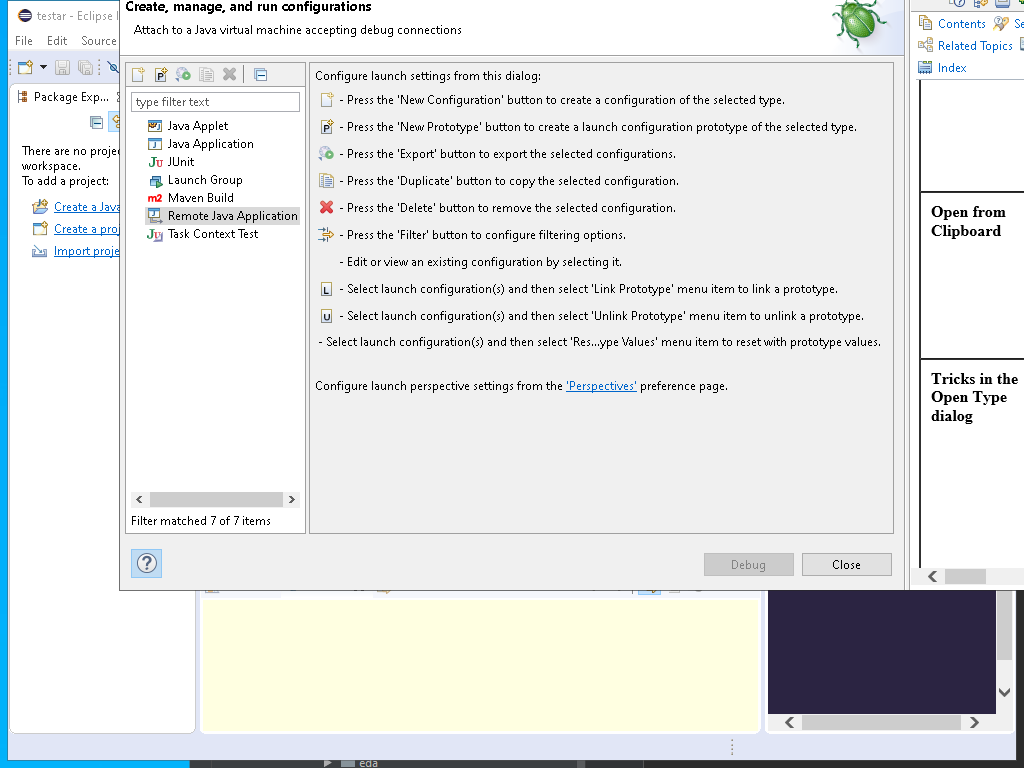 testar - Eclipse I
Create, manage, and run configurations
Attach to a Java virtual machine accepting debug connections
File Edit Source
Contents
Related Topics
Index
Package Exp...
type filter text
Java Applet
Java Application
JUnit
Launch Group
m2 Maven Build
Remote Java Application
Task Context Test
Filter matched 7 of 7 items
There are no proje
workspace.
To add a project:
Create a Java
Create a proj
Import proje
Configure launch settings from this dialog:
- Press the 'New Configuration' button to create a configuration of the selected type.
- Press the 'New Prototype' button to create a launch configuration prototype of the selected type.
- Press the 'Export' button to export the selected configurations.
- Press the 'Duplicate' button to copy the selected configuration.
- Press the 'Delete' button to remove the selected configuration.
- Press the 'Filter' button to configure filtering options.
- Edit or view an existing configuration by selecting it.
L - Select launch configuration(s) and then select 'Link Prototype' menu item to link a prototype.
U - Select launch configuration(s) and then select 'Unlink Prototype' menu item to unlink a prototype.
- Select launch configuration(s) and then select 'Res...ype Values' menu item to reset with prototype values.
Configure launch perspective settings from the 'Perspectives' preference page.
Debug
Close
Open from
Clipboard
Tricks in the
Open Type
dialog
eda